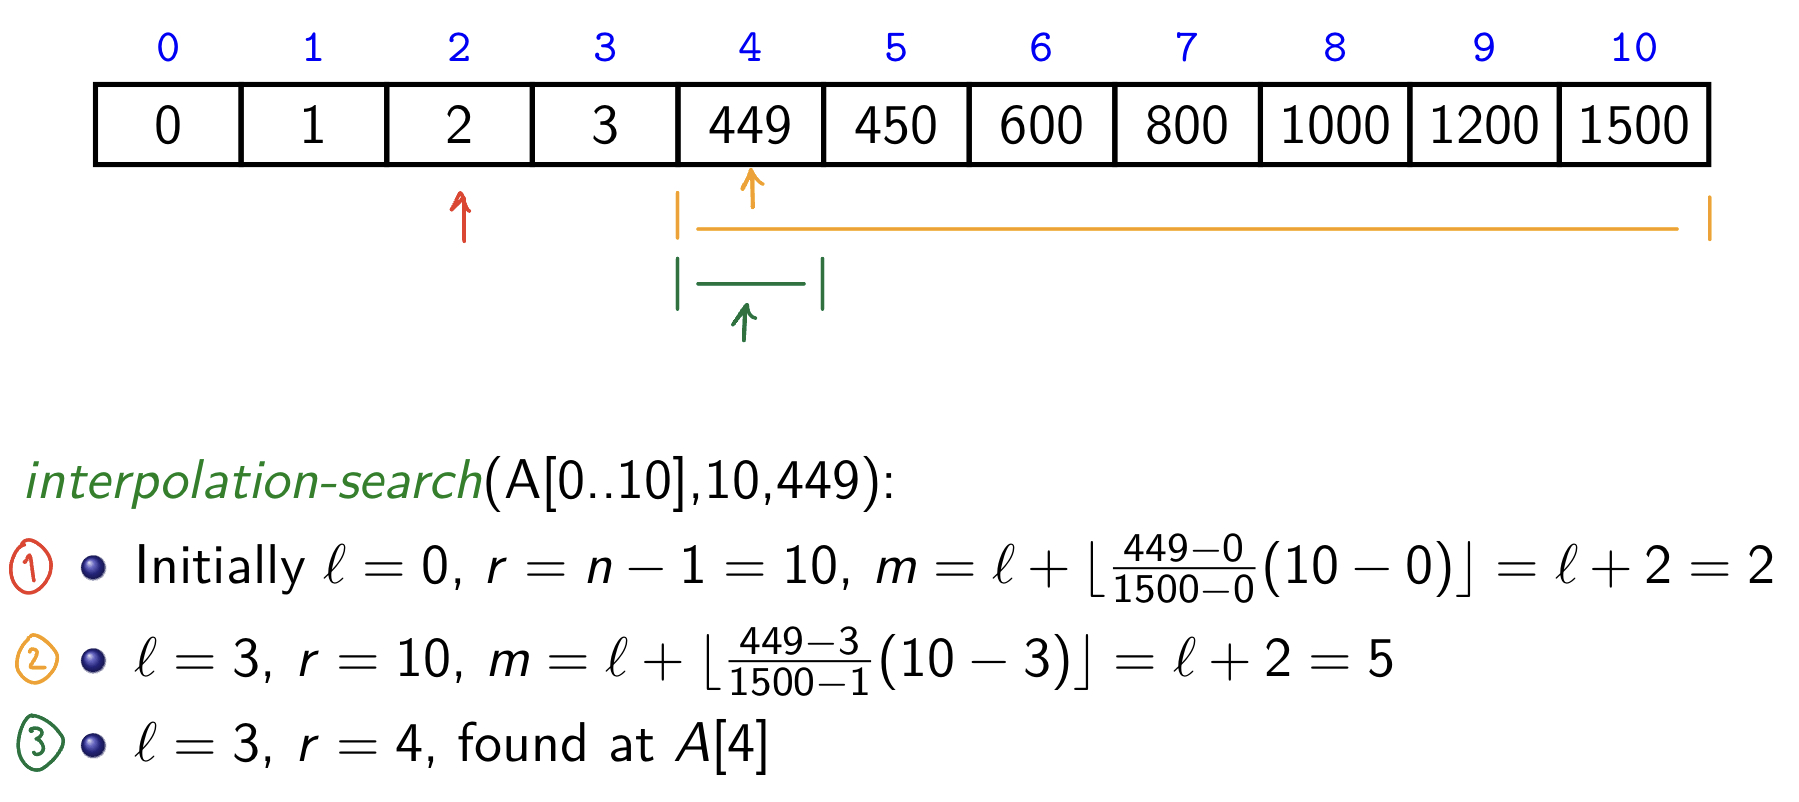 0 1 2 3 4 5 6 7 8 9 10
0 1 2 3 449 450 600 800 1000 1200 1500
interpolation-search(A[0..10],10,449):
① • Initially ℓ = 0, r = n − 1 = 10, m = ℓ + ⌊\frac{449−0}{1500−0}(10 − 0)⌋ = ℓ + 2 = 2
② • ℓ = 3, r = 10, m = ℓ + ⌊\frac{449−3}{1500−1}(10 − 3)⌋ = ℓ + 2 = 5
③ • ℓ = 3, r = 4, found at A[4]